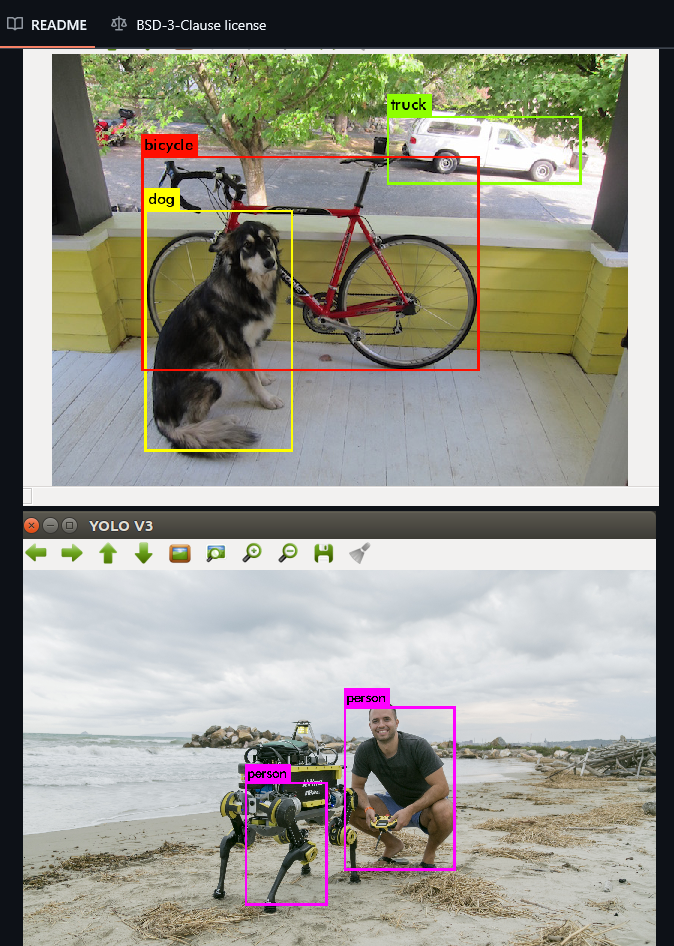 README
BSD-3-Clause license
truck
bicycle
dog
YOLO V3
person
person